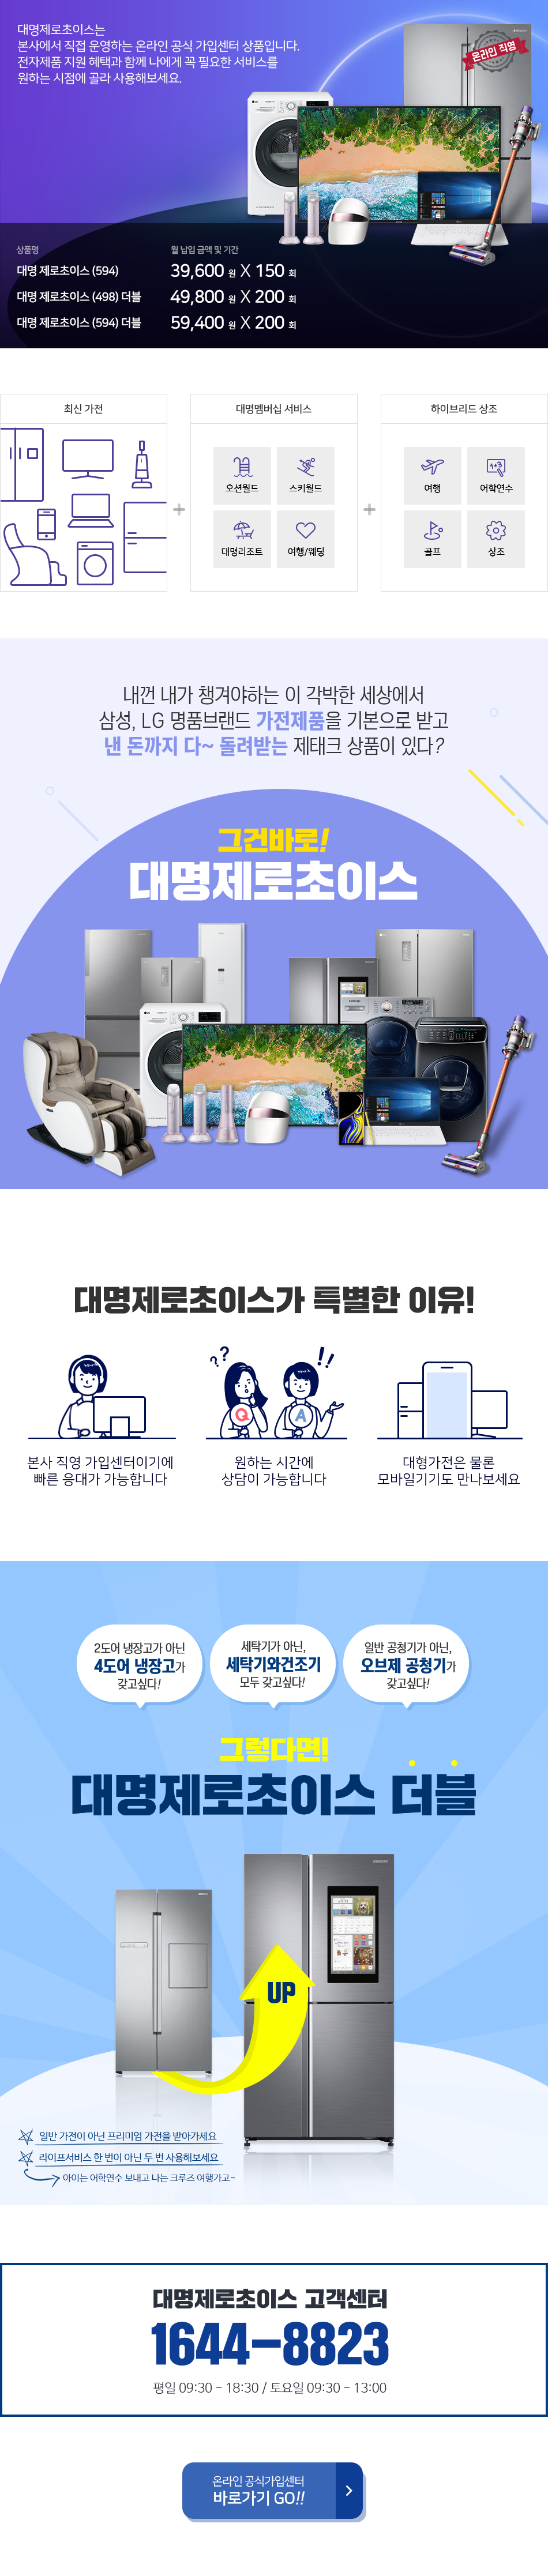 대명제로초이스는
본사에서 직접 운영하는 온라인 공식 가입센터 상품입니다.
전자제품 지원 혜택과 함께 나에게 꼭 필요한 서비스를
원하는 시점에 골라 사용해보세요.
온라인 직영
상품명 월 납입 금액 및 기간
대명 제로초이스 (594) 39,600 원 X 150 회
대명 제로초이스 (498) 더블 49,800 원 X 200 회
대명 제로초이스 (594) 더블 59,400 원 X 200 회
최신 가전
대명멤버십 서비스
오션월드 스키월드
대명리조트 여행/웨딩
하이브리드 상조
여행 어학연수
골프 상조
내껀 내가 챙겨야하는 이 각박한 세상에서
삼성, LG 명품브랜드 가전제품을 기본으로 받고
낸 돈까지 다~ 돌려받는 제태크 상품이 있다?
그건바로!
대명제로초이스
대명제로초이스가 특별한 이유!
본사 직영 가입센터이기에
빠른 응대가 가능합니다
? ? !!
Q A
원하는 시간에
상담이 가능합니다
대형가전은 물론
모바일기기도 만나보세요
2도어 냉장고가 아닌
4도어 냉장고가
갖고싶다!
세탁기가 아닌,
세탁기와건조기
모두 갖고싶다!
일반 공청기가 아닌,
오브제 공청기가
갖고싶다!
그렇다면!
대명제로초이스 더블
UP
일반 가전이 아닌 프리미엄 가전을 받아가세요
라이프서비스 한 번이 아닌 두 번 사용해보세요
아이는 어학연수 보내고 나는 크루즈 여행가고~
대명제로초이스 고객센터
1644-8823
평일 09:30 - 18:30 / 토요일 09:30 - 13:00
온라인 공식가입센터
바로가기 GO!!